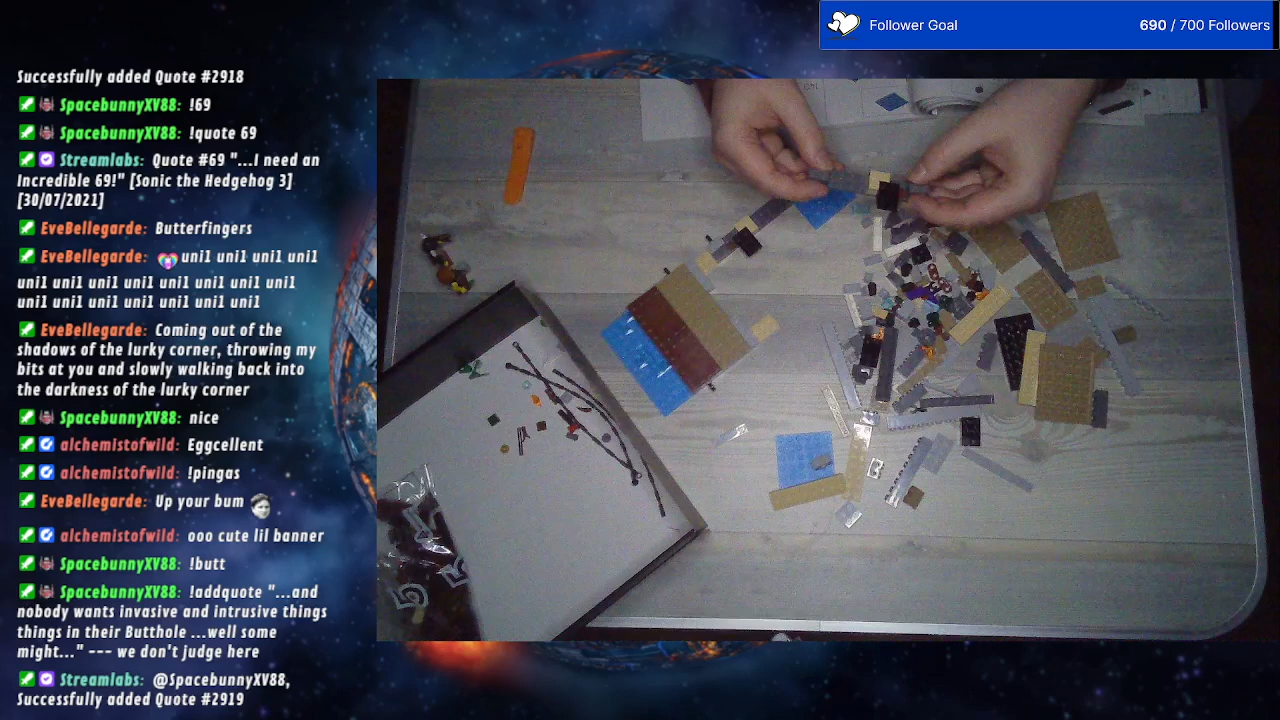 Follower Goal
690 / 700 Followers
Successfully added Quote #2918
SpacebunnyXV88: !69
SpacebunnyXV88: !quote 69
Streamlabs: Quote #69 "...I need an
Incredible 69!" [Sonic the Hedgehog 3]
[30/07/2021]
EveBellegarde: Butterfingers
EveBellegarde: uni1 uni1 uni1 uni1
uni1 uni1 uni1 uni1 uni1 uni1 uni1 uni1
uni1 uni1 uni1 uni1 uni1 uni1 uni1
EveBellegarde: Coming out of the
shadows of the lurky corner, throwing my
bits at you and slowly walking back into
the darkness of the lurky corner
SpacebunnyXV88: nice
alchemistofwild: Eggcellent
alchemistofwild: !pingas
EveBellegarde: Up your bum
alchemistofwild: ooo cute lil banner
SpacebunnyXV88: !butt
SpacebunnyXV88: !addquote "...and
nobody wants invasive and intrusive things
things in their Butthole ...well some
might..." --- we don't judge here
Streamlabs: @SpacebunnyXV88,
Successfully added Quote #2919
5
5